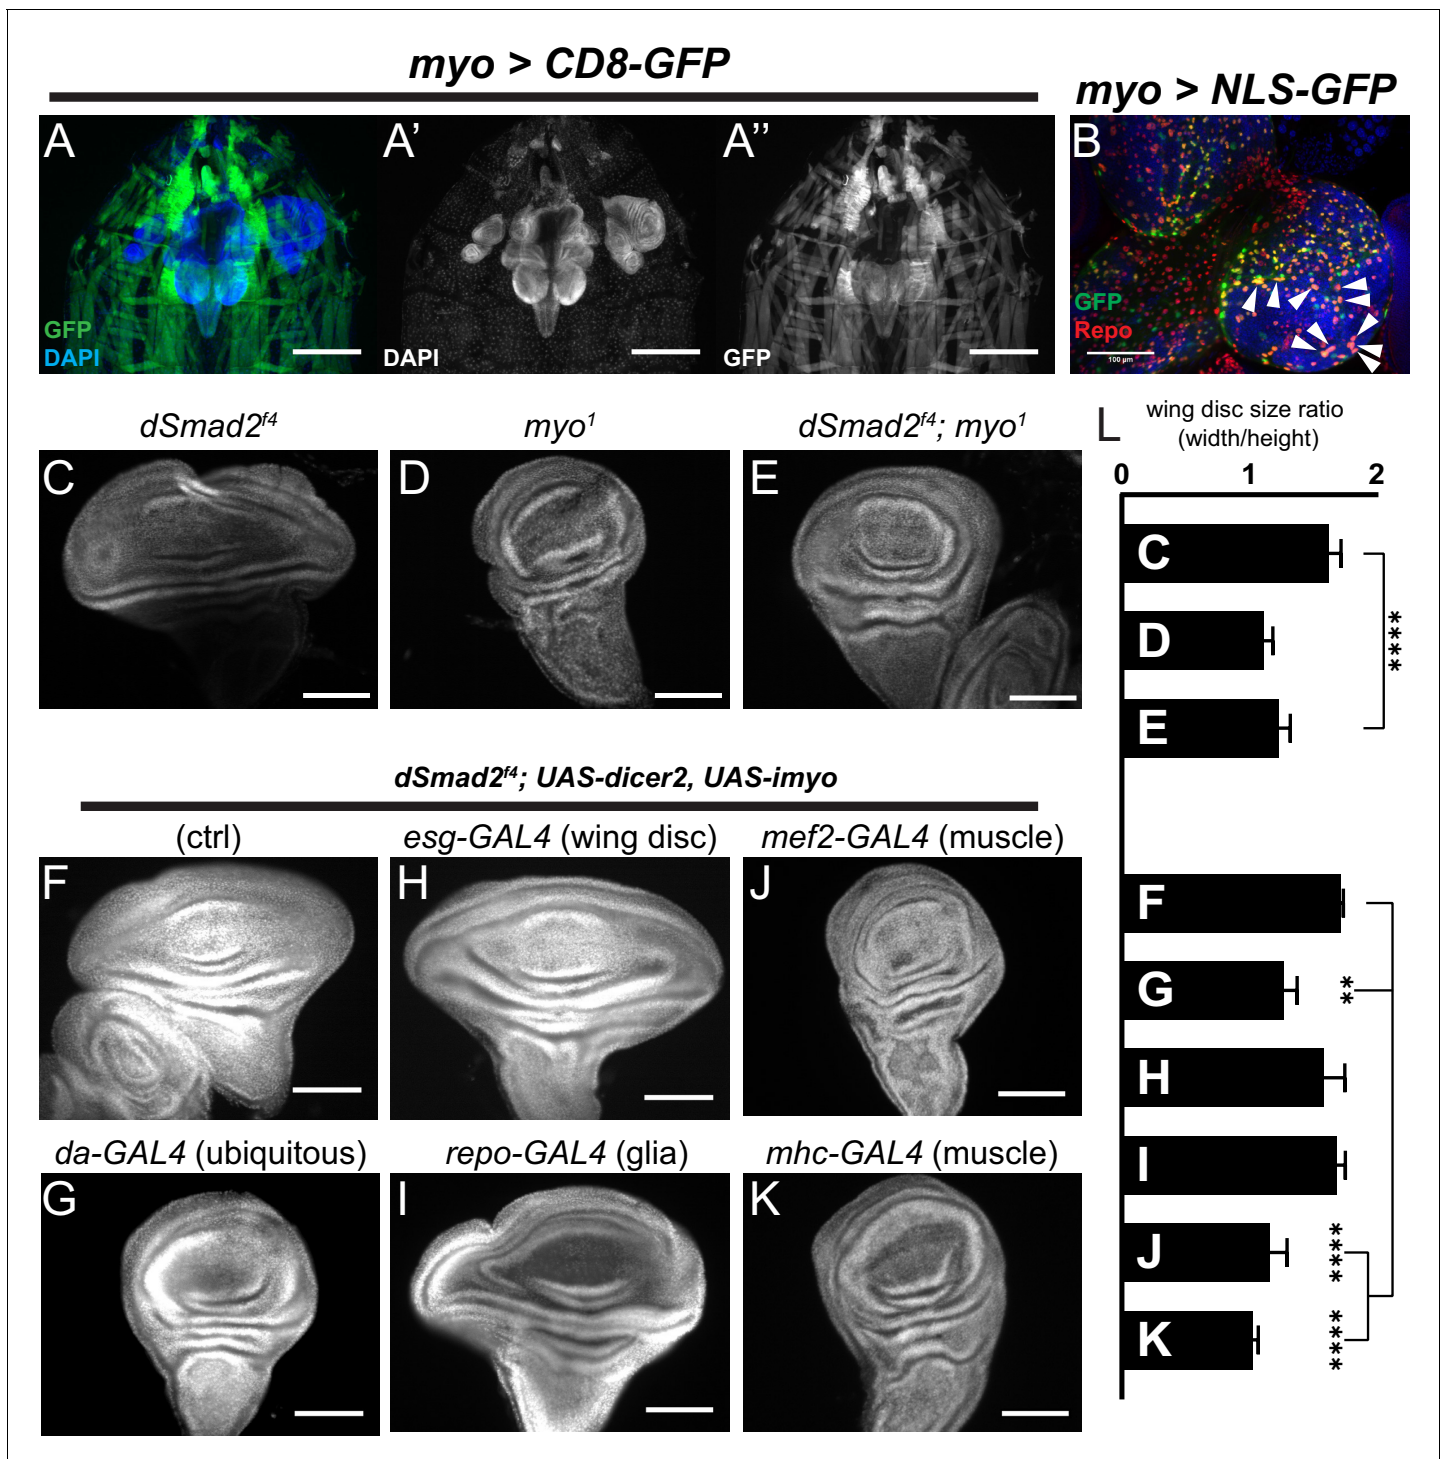 myo > CD8-GFP
myo > NLS-GFP
A
GFP
DAPI
A'
DAPI
A''
GFP
B
GFP
Repo
100 µm
dSmad2f4
myo1
dSmad2f4; myo1
C
D
E
L
wing disc size ratio
(width/height)
0 1 2
C
D
E
****
dSmad2f4; UAS-dicer2, UAS-imyo
(ctrl)
esg-GAL4 (wing disc)
mef2-GAL4 (muscle)
F
H
J
da-GAL4 (ubiquitous)
repo-GAL4 (glia)
mhc-GAL4 (muscle)
G
I
K
F
G
**
H
I
J
****
K
****